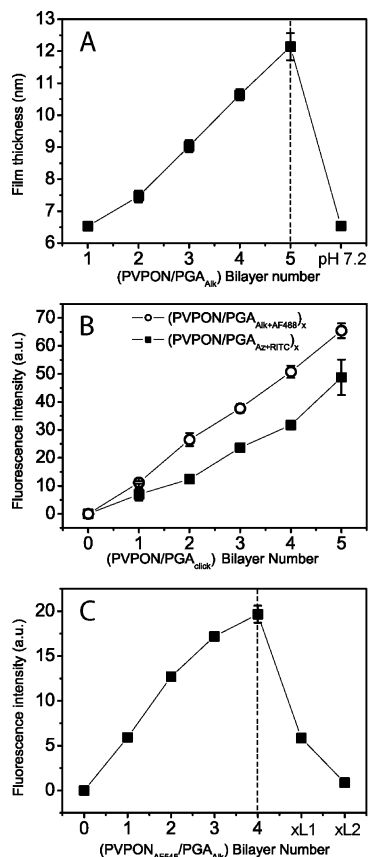 A
13
12
11
10
9
8
7
6
Film thickness (nm)
1 2 3 4 5 pH 7.2
(PVPON/PGA_Alk) Bilayer number
B
70
60
50
40
30
20
10
0
Fluorescence intensity (a.u.)
(PVPON/PGA_Alk+AF488)_x
(PVPON/PGA_Az+RITC)_x
0 1 2 3 4 5
(PVPON/PGA_click) Bilayer Number
C
20
15
10
5
0
Fluorescence intensity (a.u.)
0 1 2 3 4 xL1 xL2
(PVPON_AF546/PGA_Alk) Bilayer Number